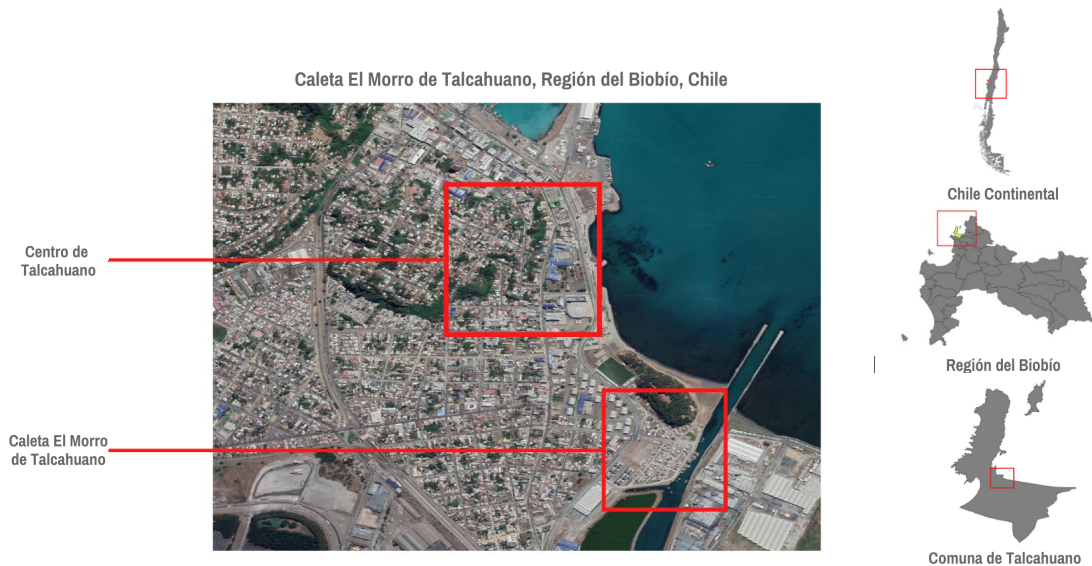 Caleta El Morro de Talcahuano, Región del Biobío, Chile
Centro de
Talcahuano
Caleta El Morro
de Talcahuano
Chile Continental
Región del Biobío
Comuna de Talcahuano